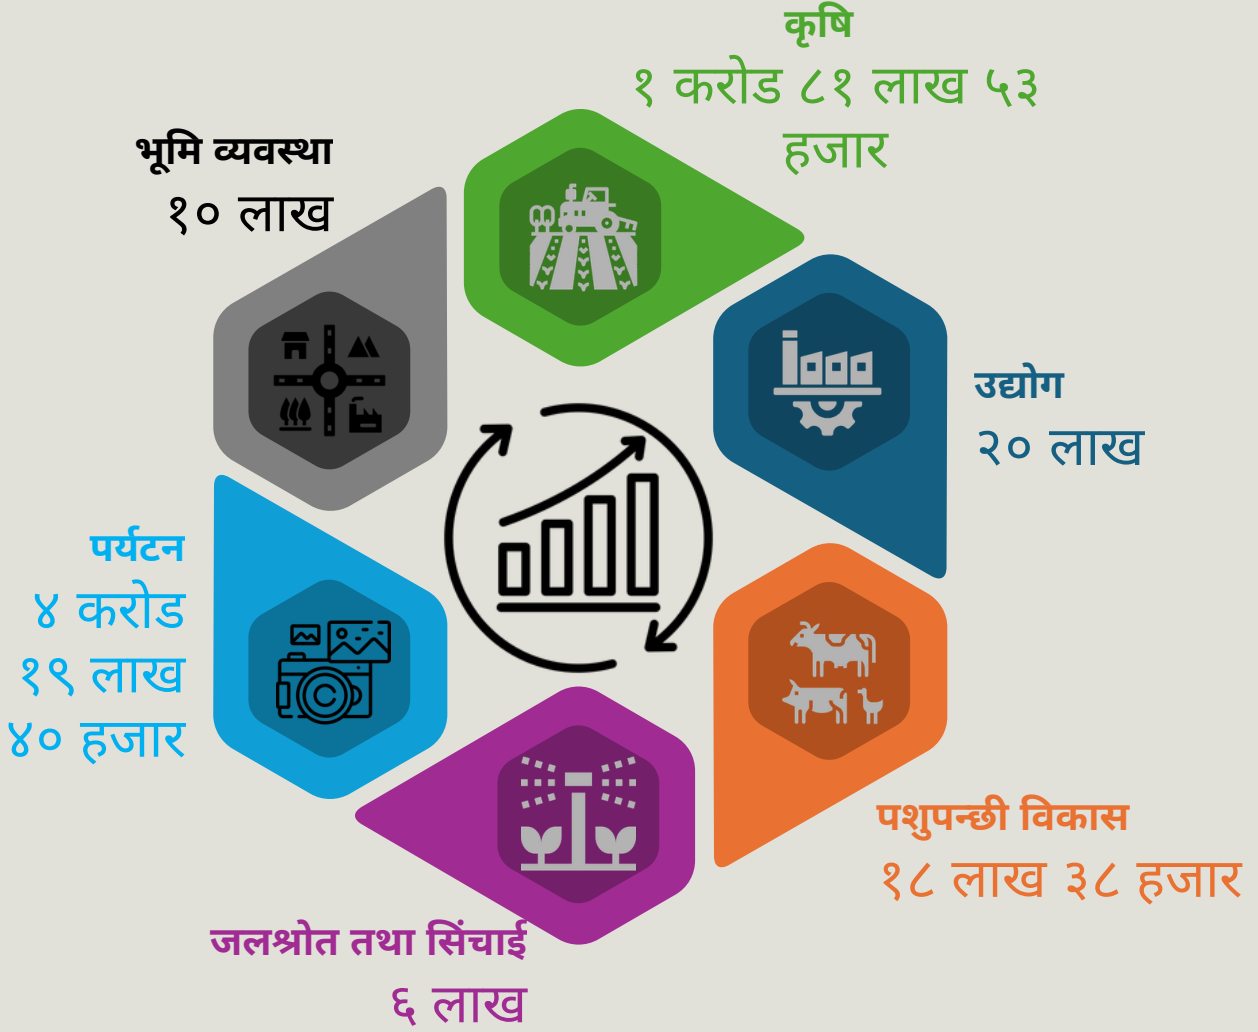 कृषि
१ करोड ८१ लाख ५३
हजार
भूमि व्यवस्था
१० लाख
उद्योग
२० लाख
पर्यटन
४ करोड
१९ लाख
४० हजार
पशुपन्छी विकास
१८ लाख ३८ हजार
जलश्रोत तथा सिंचाई
६ लाख